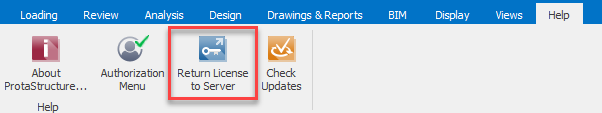 Loading Review Analysis Design Drawings & Reports BIM Display Views Help
About ProtaStructure...
Authorization Menu
Return License to Server
Check Updates
Help